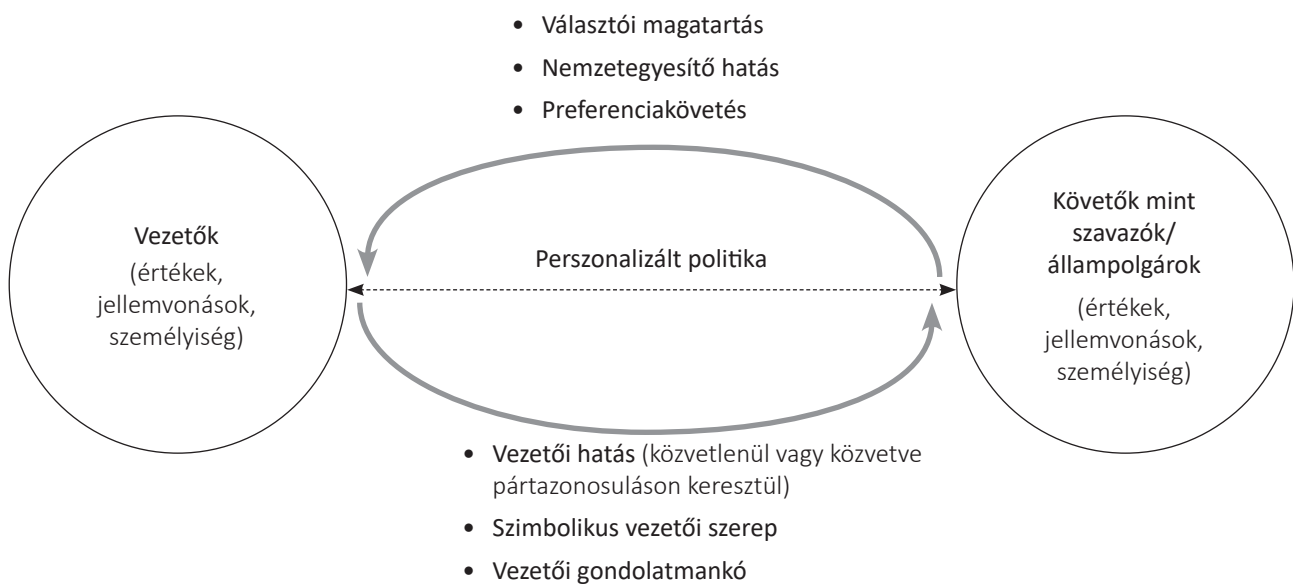 • Választói magatartás
• Nemzetegyesítő hatás
• Preferenciakövetés
Vezetők
(értékek,
jellemvonások,
személyiség)
Perszonalizált politika
Követők mint
szavazók/
állampolgárok
(értékek,
jellemvonások,
személyiség)
• Vezetői hatás (közvetlenül vagy közvetve
pártazonosuláson keresztül)
• Szimbolikus vezetői szerep
• Vezetői gondolatmankó